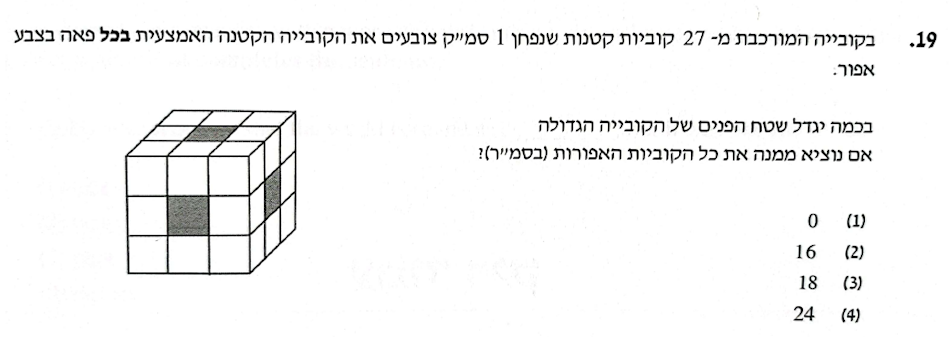 19. בקובייה המורכבת מ- 27 קוביות קטנות שנפחן 1 סמ״ק צובעים את הקובייה הקטנה האמצעית בכל פאה בצבע
אפור.
בכמה יגדל שטח הפנים של הקובייה הגדולה
אם נוציא ממנה את כל הקוביות האפורות (בסמ״ר)?
(1) 0
(2) 16
(3) 18
(4) 24